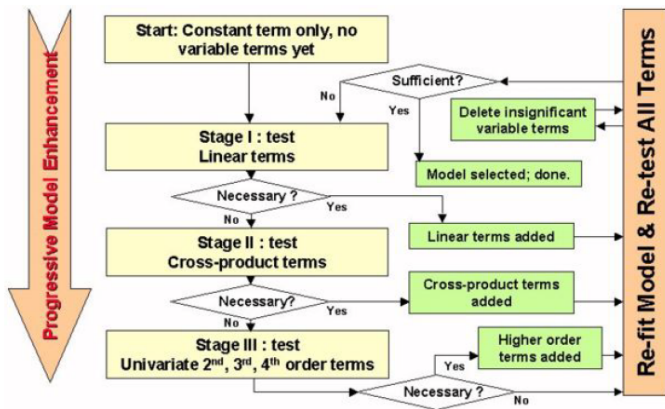 Progressive Model Enhancement
Start: Constant term only, no
variable terms yet
Sufficient?
No
Yes
Delete insignificant
variable terms
Stage I : test
Linear terms
Model selected; done.
Necessary ?
Yes
No
Linear terms added
Stage II : test
Cross-product terms
Necessary?
Yes
No
Cross-product terms
added
Stage III : test
Univariate 2nd, 3rd, 4th order terms
Higher order
terms added
Yes
Necessary ?
No
Re-fit Model & Re-test All Terms